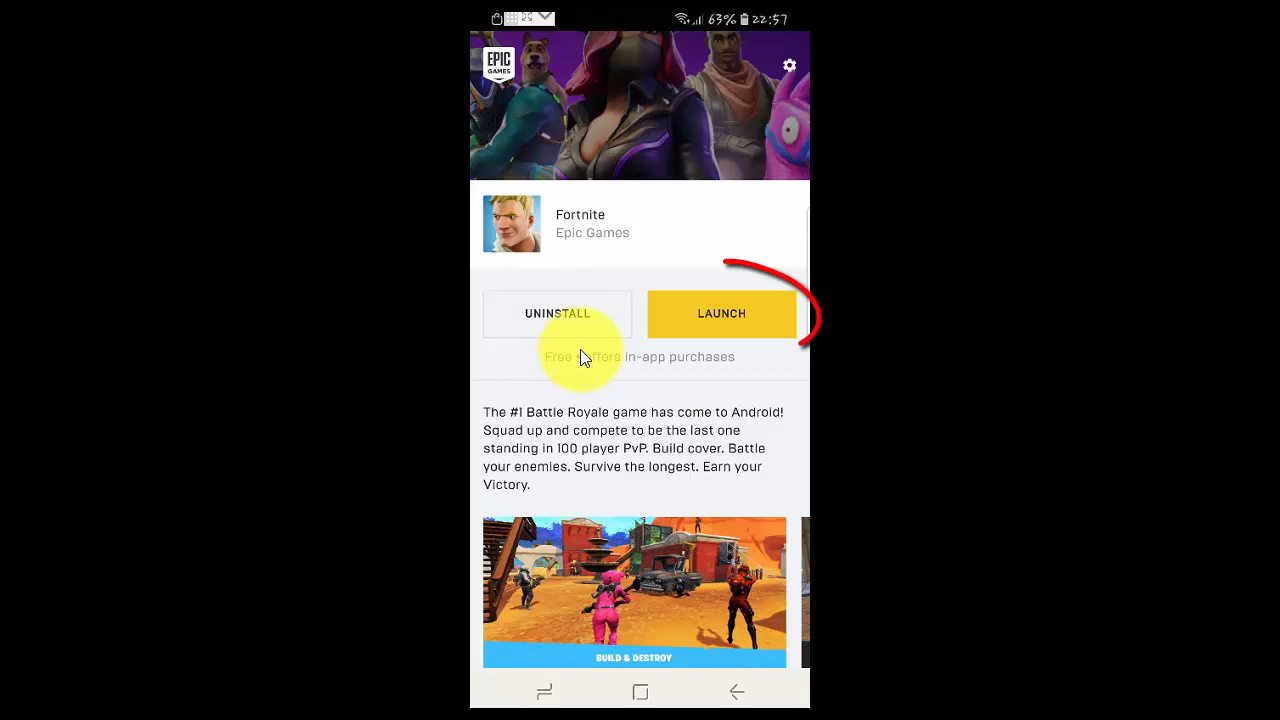 63% 22:57
EPIC
GAMES
Fortnite
Epic Games
UNINSTALL
LAUNCH
Free • Offers in-app purchases
The #1 Battle Royale game has come to Android!
Squad up and compete to be the last one
standing in 100 player PvP. Build cover. Battle
your enemies. Survive the longest. Earn your
Victory.
BUILD & DESTROY